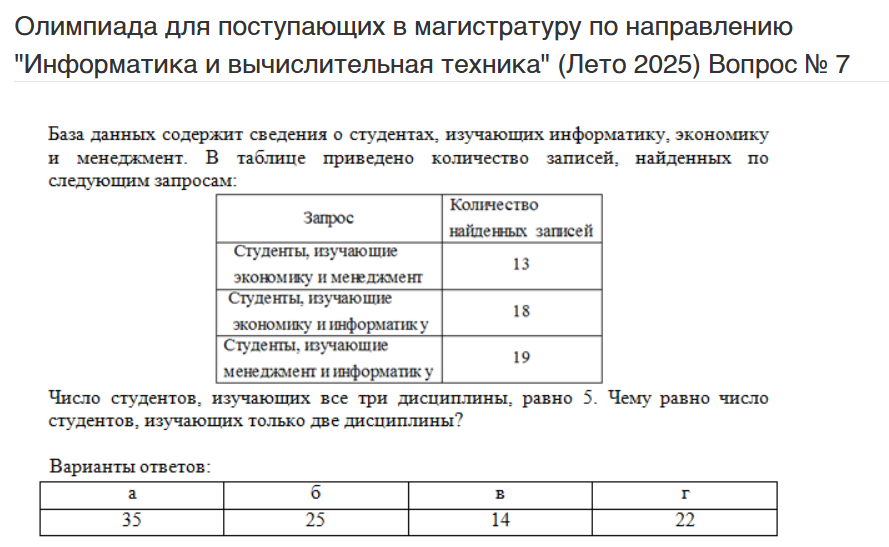 Олимпиада для поступающих в магистратуру по направлению
"Информатика и вычислительная техника" (Лето 2025) Вопрос № 7
База данных содержит сведения о студентах, изучающих информатику, экономику
и менеджмент. В таблице приведено количество записей, найденных по
следующим запросам:
Запрос
Количество
найденных записей
Студенты, изучающие
экономику и менеджмент
13
Студенты, изучающие
экономику и информатику
18
Студенты, изучающие
менеджмент и информатику
19
Число студентов, изучающих все три дисциплины, равно 5. Чему равно число
студентов, изучающих только две дисциплины?
Варианты ответов:
а б в г
35 25 14 22